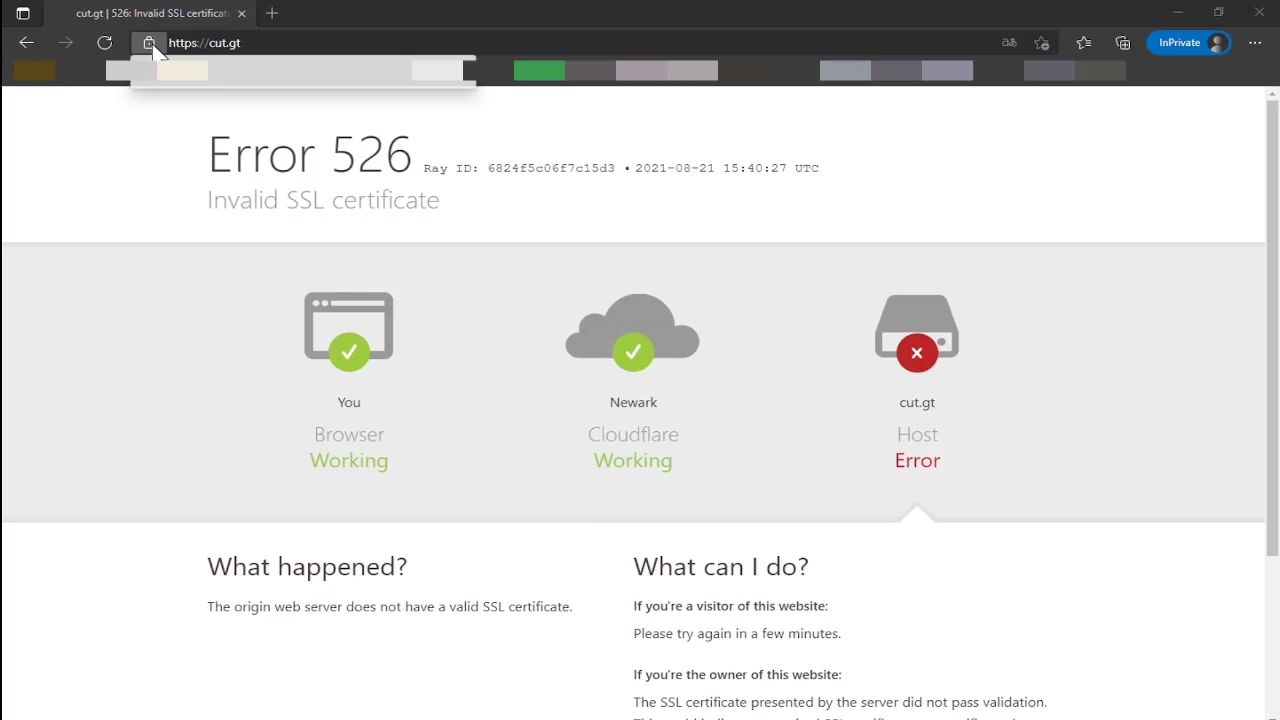 cut.gt | 526: Invalid SSL certificate
https://cut.gt
InPrivate
Error 526 Ray ID: 6824f5c06f7c15d3 • 2021-08-21 15:40:27 UTC
Invalid SSL certificate
You
Browser
Working
Newark
Cloudflare
Working
cut.gt
Host
Error
What happened?
The origin web server does not have a valid SSL certificate.
What can I do?
If you're a visitor of this website:
Please try again in a few minutes.
If you're the owner of this website:
The SSL certificate presented by the server did not pass validation.